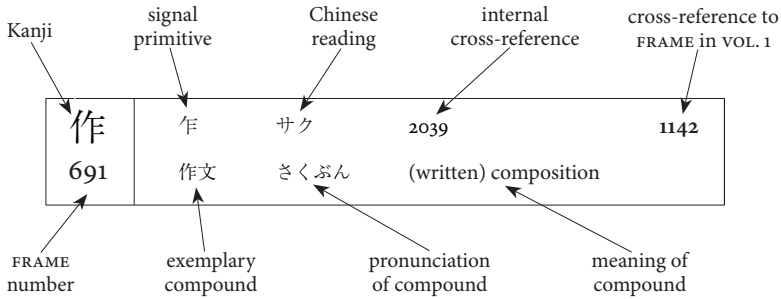 Kanji
signal
primitive
Chinese
reading
internal
cross-reference
cross-reference to
FRAME in VOL. 1
作 乍 サク 2039 1142
691 作文 さくぶん (written) composition
FRAME
number
exemplary
compound
pronunciation
of compound
meaning of
compound